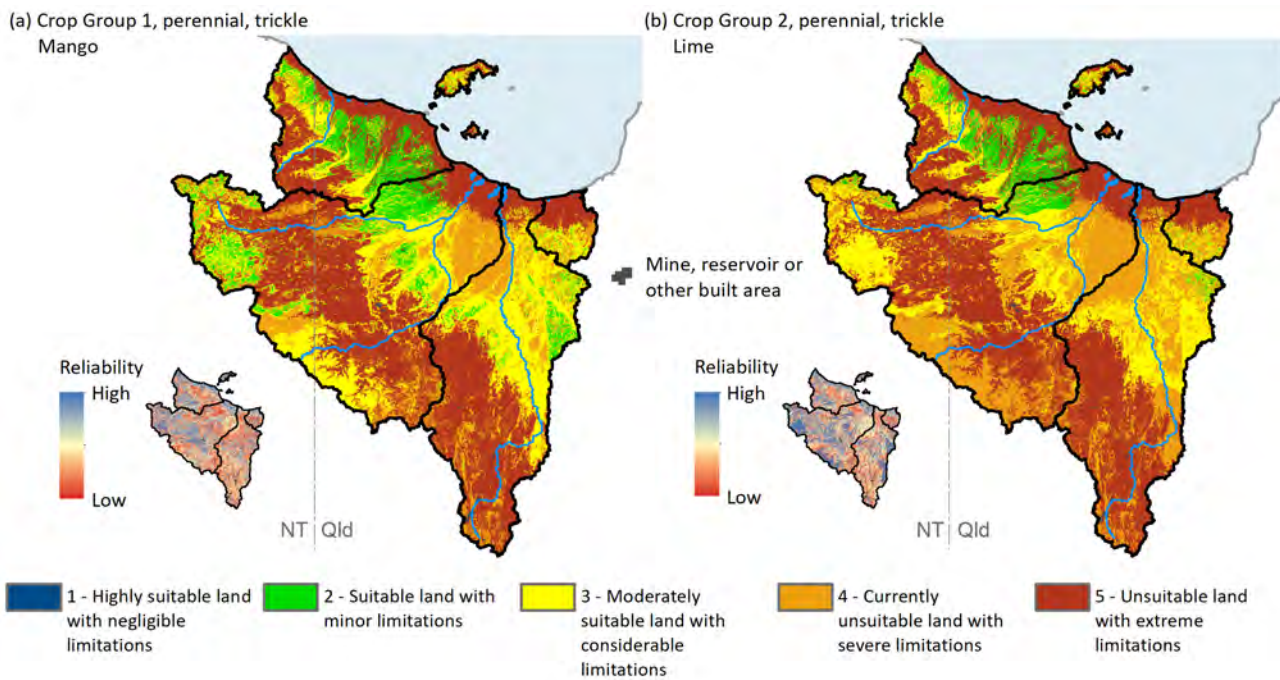 (a) Crop Group 1, perennial, trickle
Mango
(b) Crop Group 2, perennial, trickle
Lime
Mine, reservoir or
other built area
Reliability
High
Low
NT
Qld
Reliability
High
Low
NT
Qld
1 - Highly suitable land
with negligible
limitations
2 - Suitable land with
minor limitations
3 - Moderately
suitable land with
considerable
limitations
4 - Currently
unsuitable land with
severe limitations
5 - Unsuitable land
with extreme
limitations